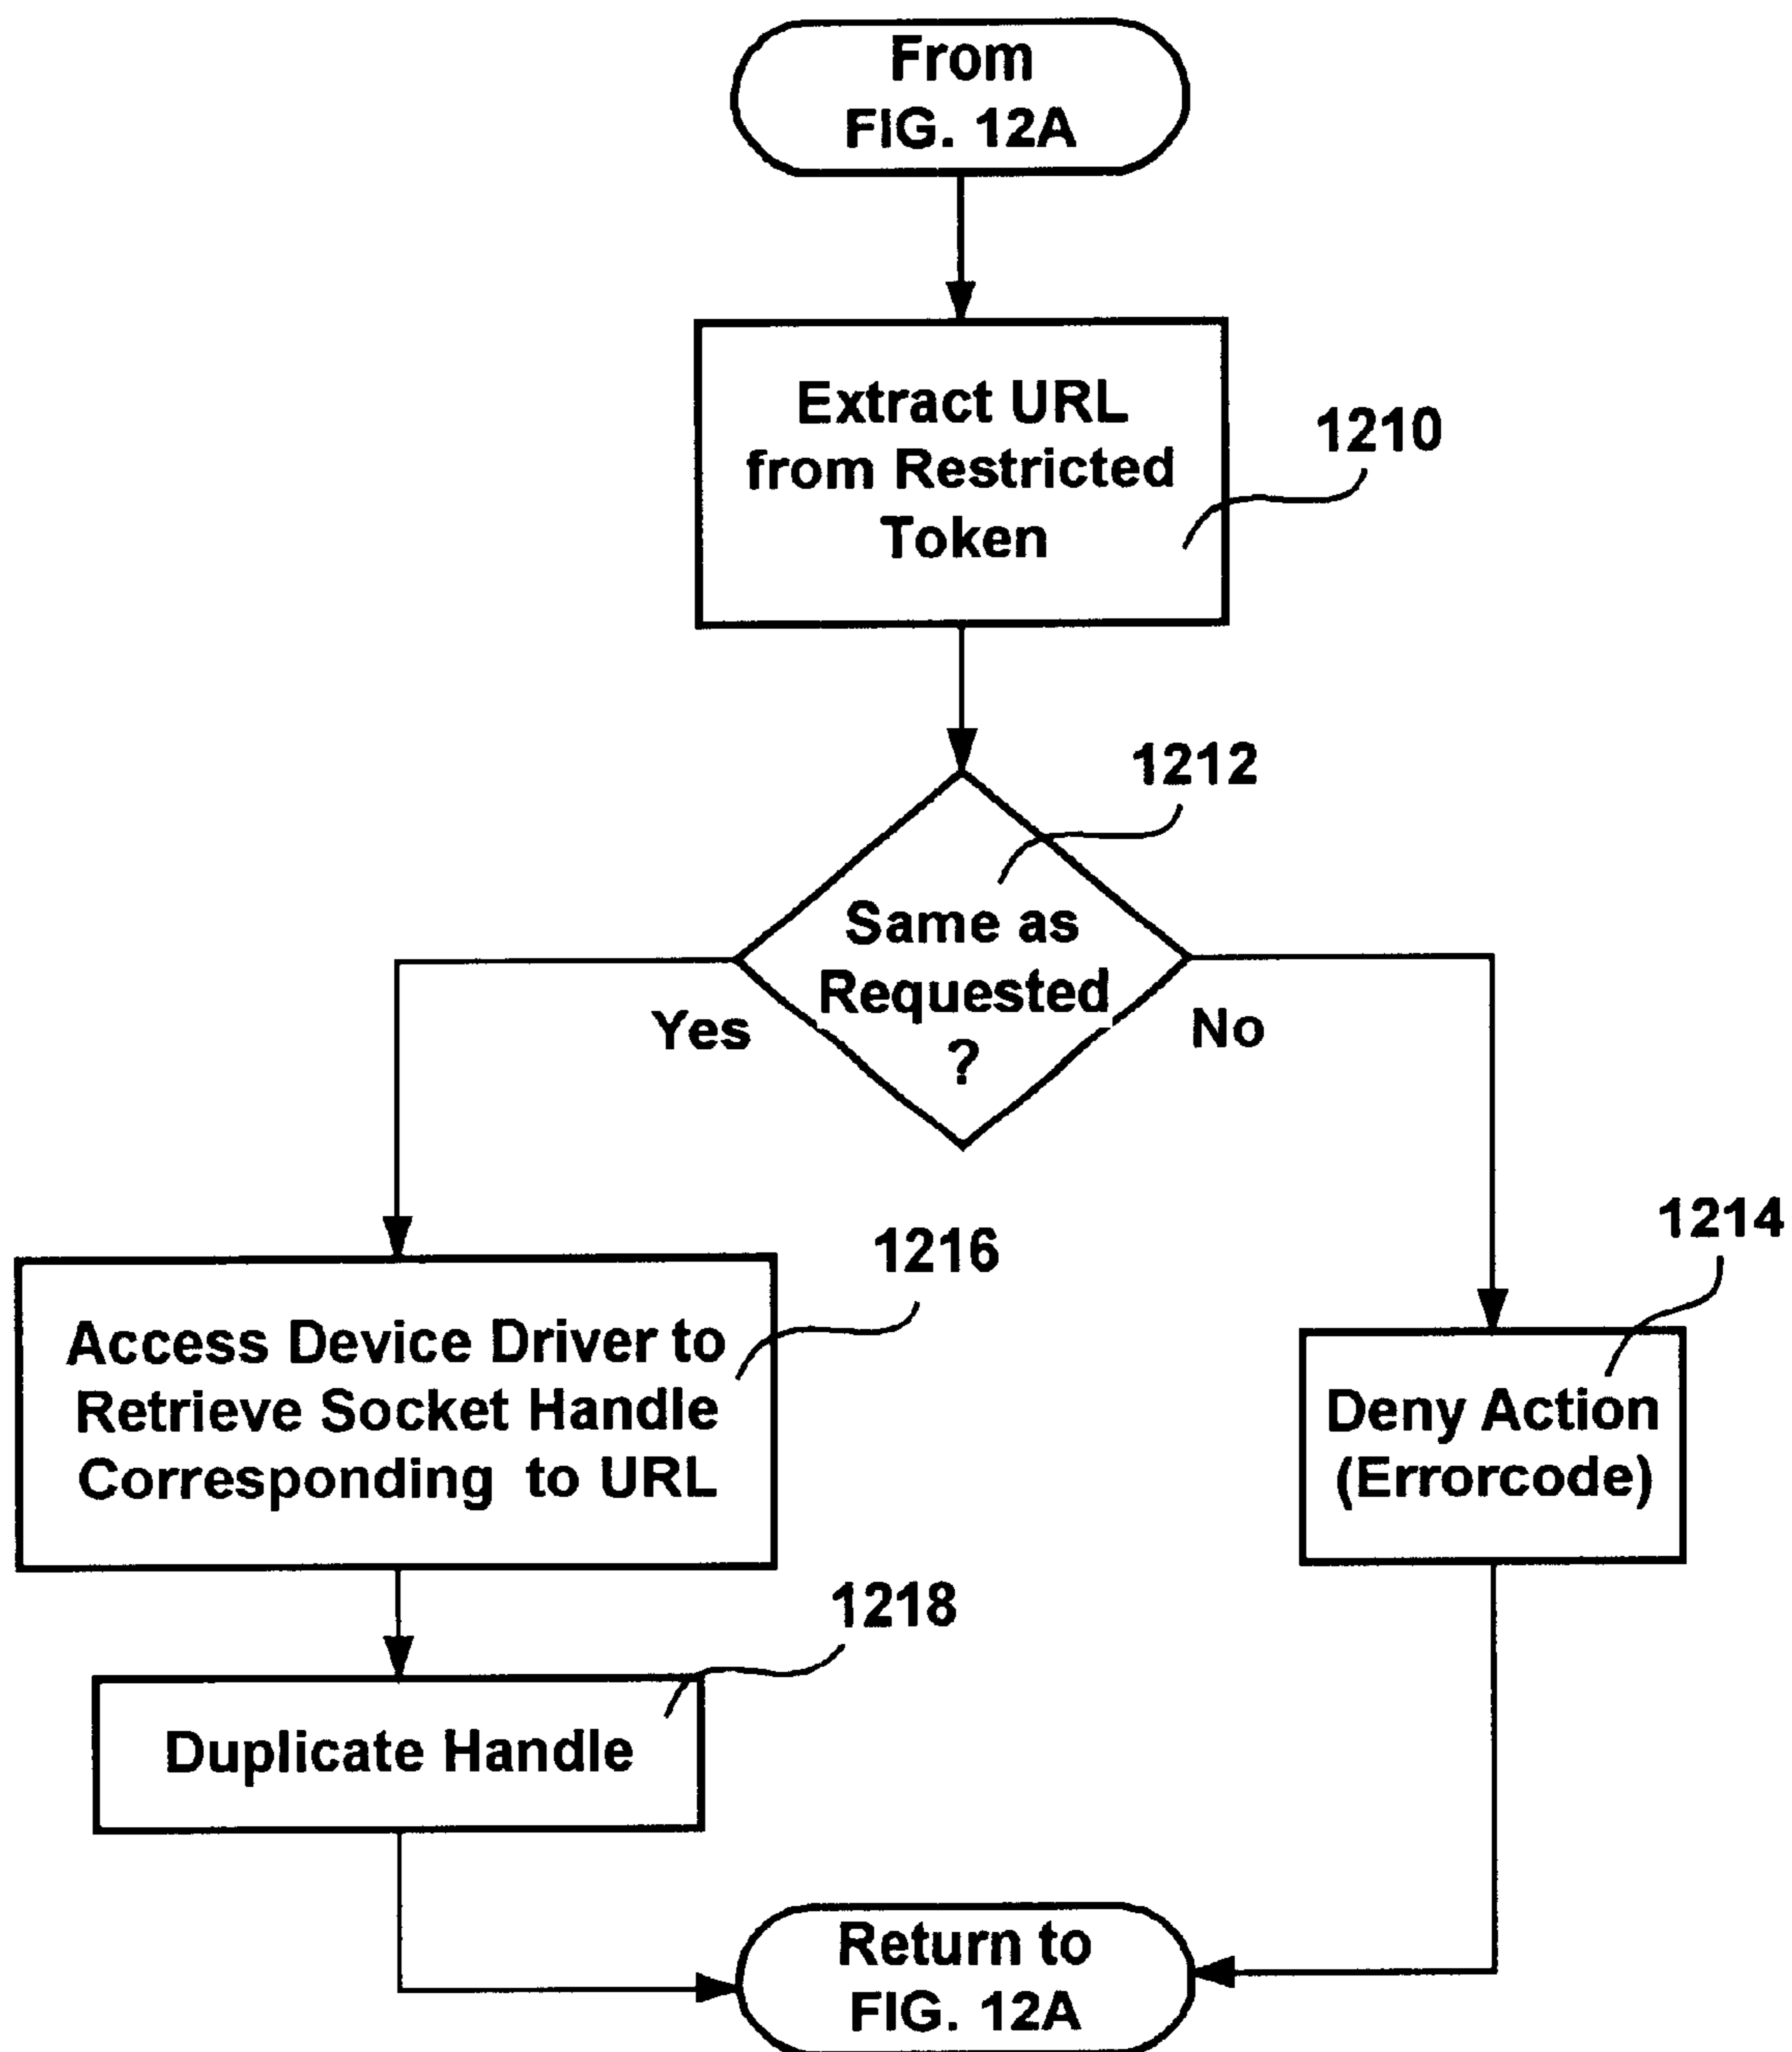 From
FIG. 12A
Extract URL
from Restricted
Token
1210
1212
Same as
Requested
?
Yes
No
1216
Access Device Driver to
Retrieve Socket Handle
Corresponding to URL
1214
Deny Action
(Errorcode)
1218
Duplicate Handle
Return to
FIG. 12A